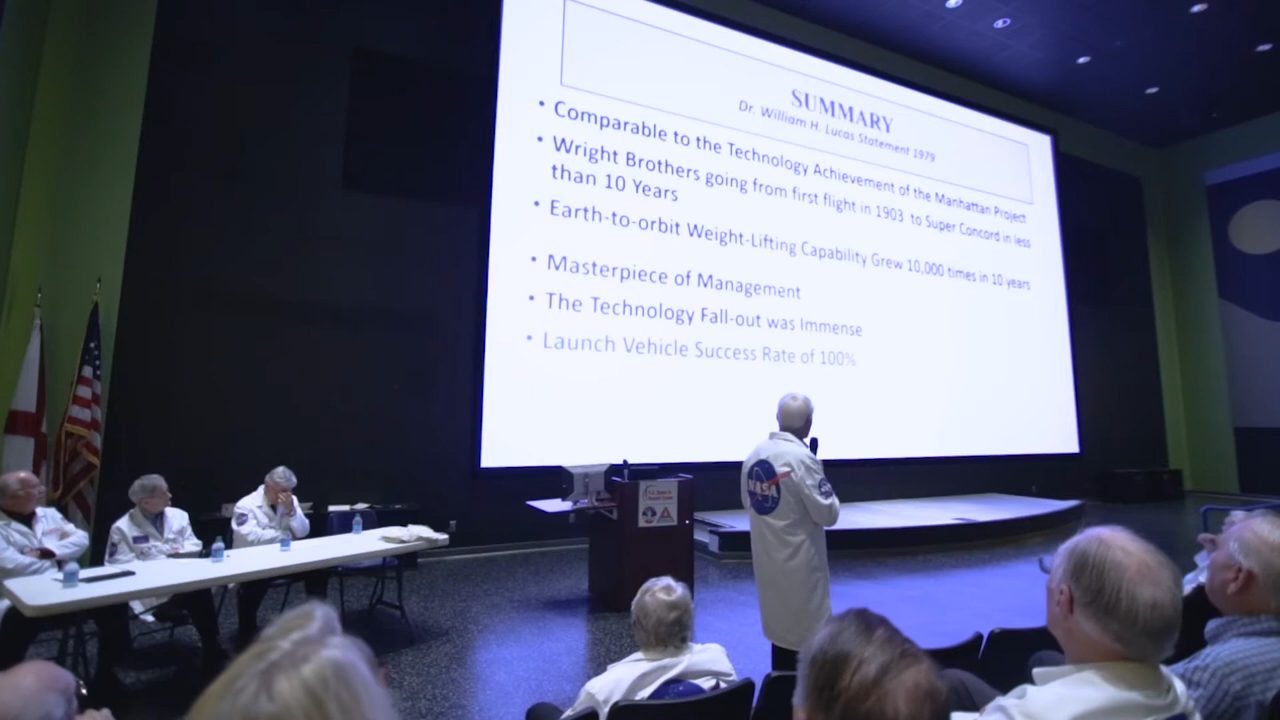 SUMMARY
Dr. William H. Lucas Statement 1979
• Comparable to the Technology Achievement of the Manhattan Project
• Wright Brothers going from first flight in 1903 to Super Concord in less
than 10 Years
• Earth-to-orbit Weight-Lifting Capability Grew 10,000 times in 10 years
• Masterpiece of Management
• The Technology Fall-out was Immense
• Launch Vehicle Success Rate of 100%
NASA
U.S. Space &
Rocket Center